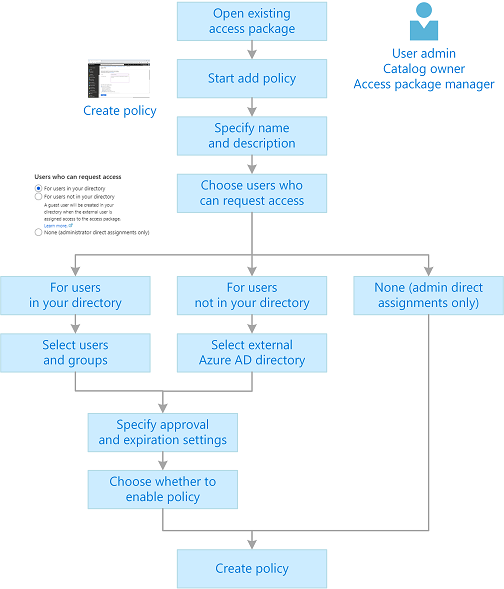 Open existing
access package
User admin
Catalog owner
Access package manager
Start add policy
Create policy
Specify name
and description
Users who can request access
For users in your directory
For users not in your directory
A guest user will be created in your
directory when the external user is
assigned access to the access package.
Learn more
None (administrator direct assignments only)
Choose users who
can request access
For users
in your directory
For users
not in your directory
None (admin direct
assignments only)
Select users
and groups
Select external
Azure AD directory
Specify approval
and expiration settings
Choose whether to
enable policy
Create policy